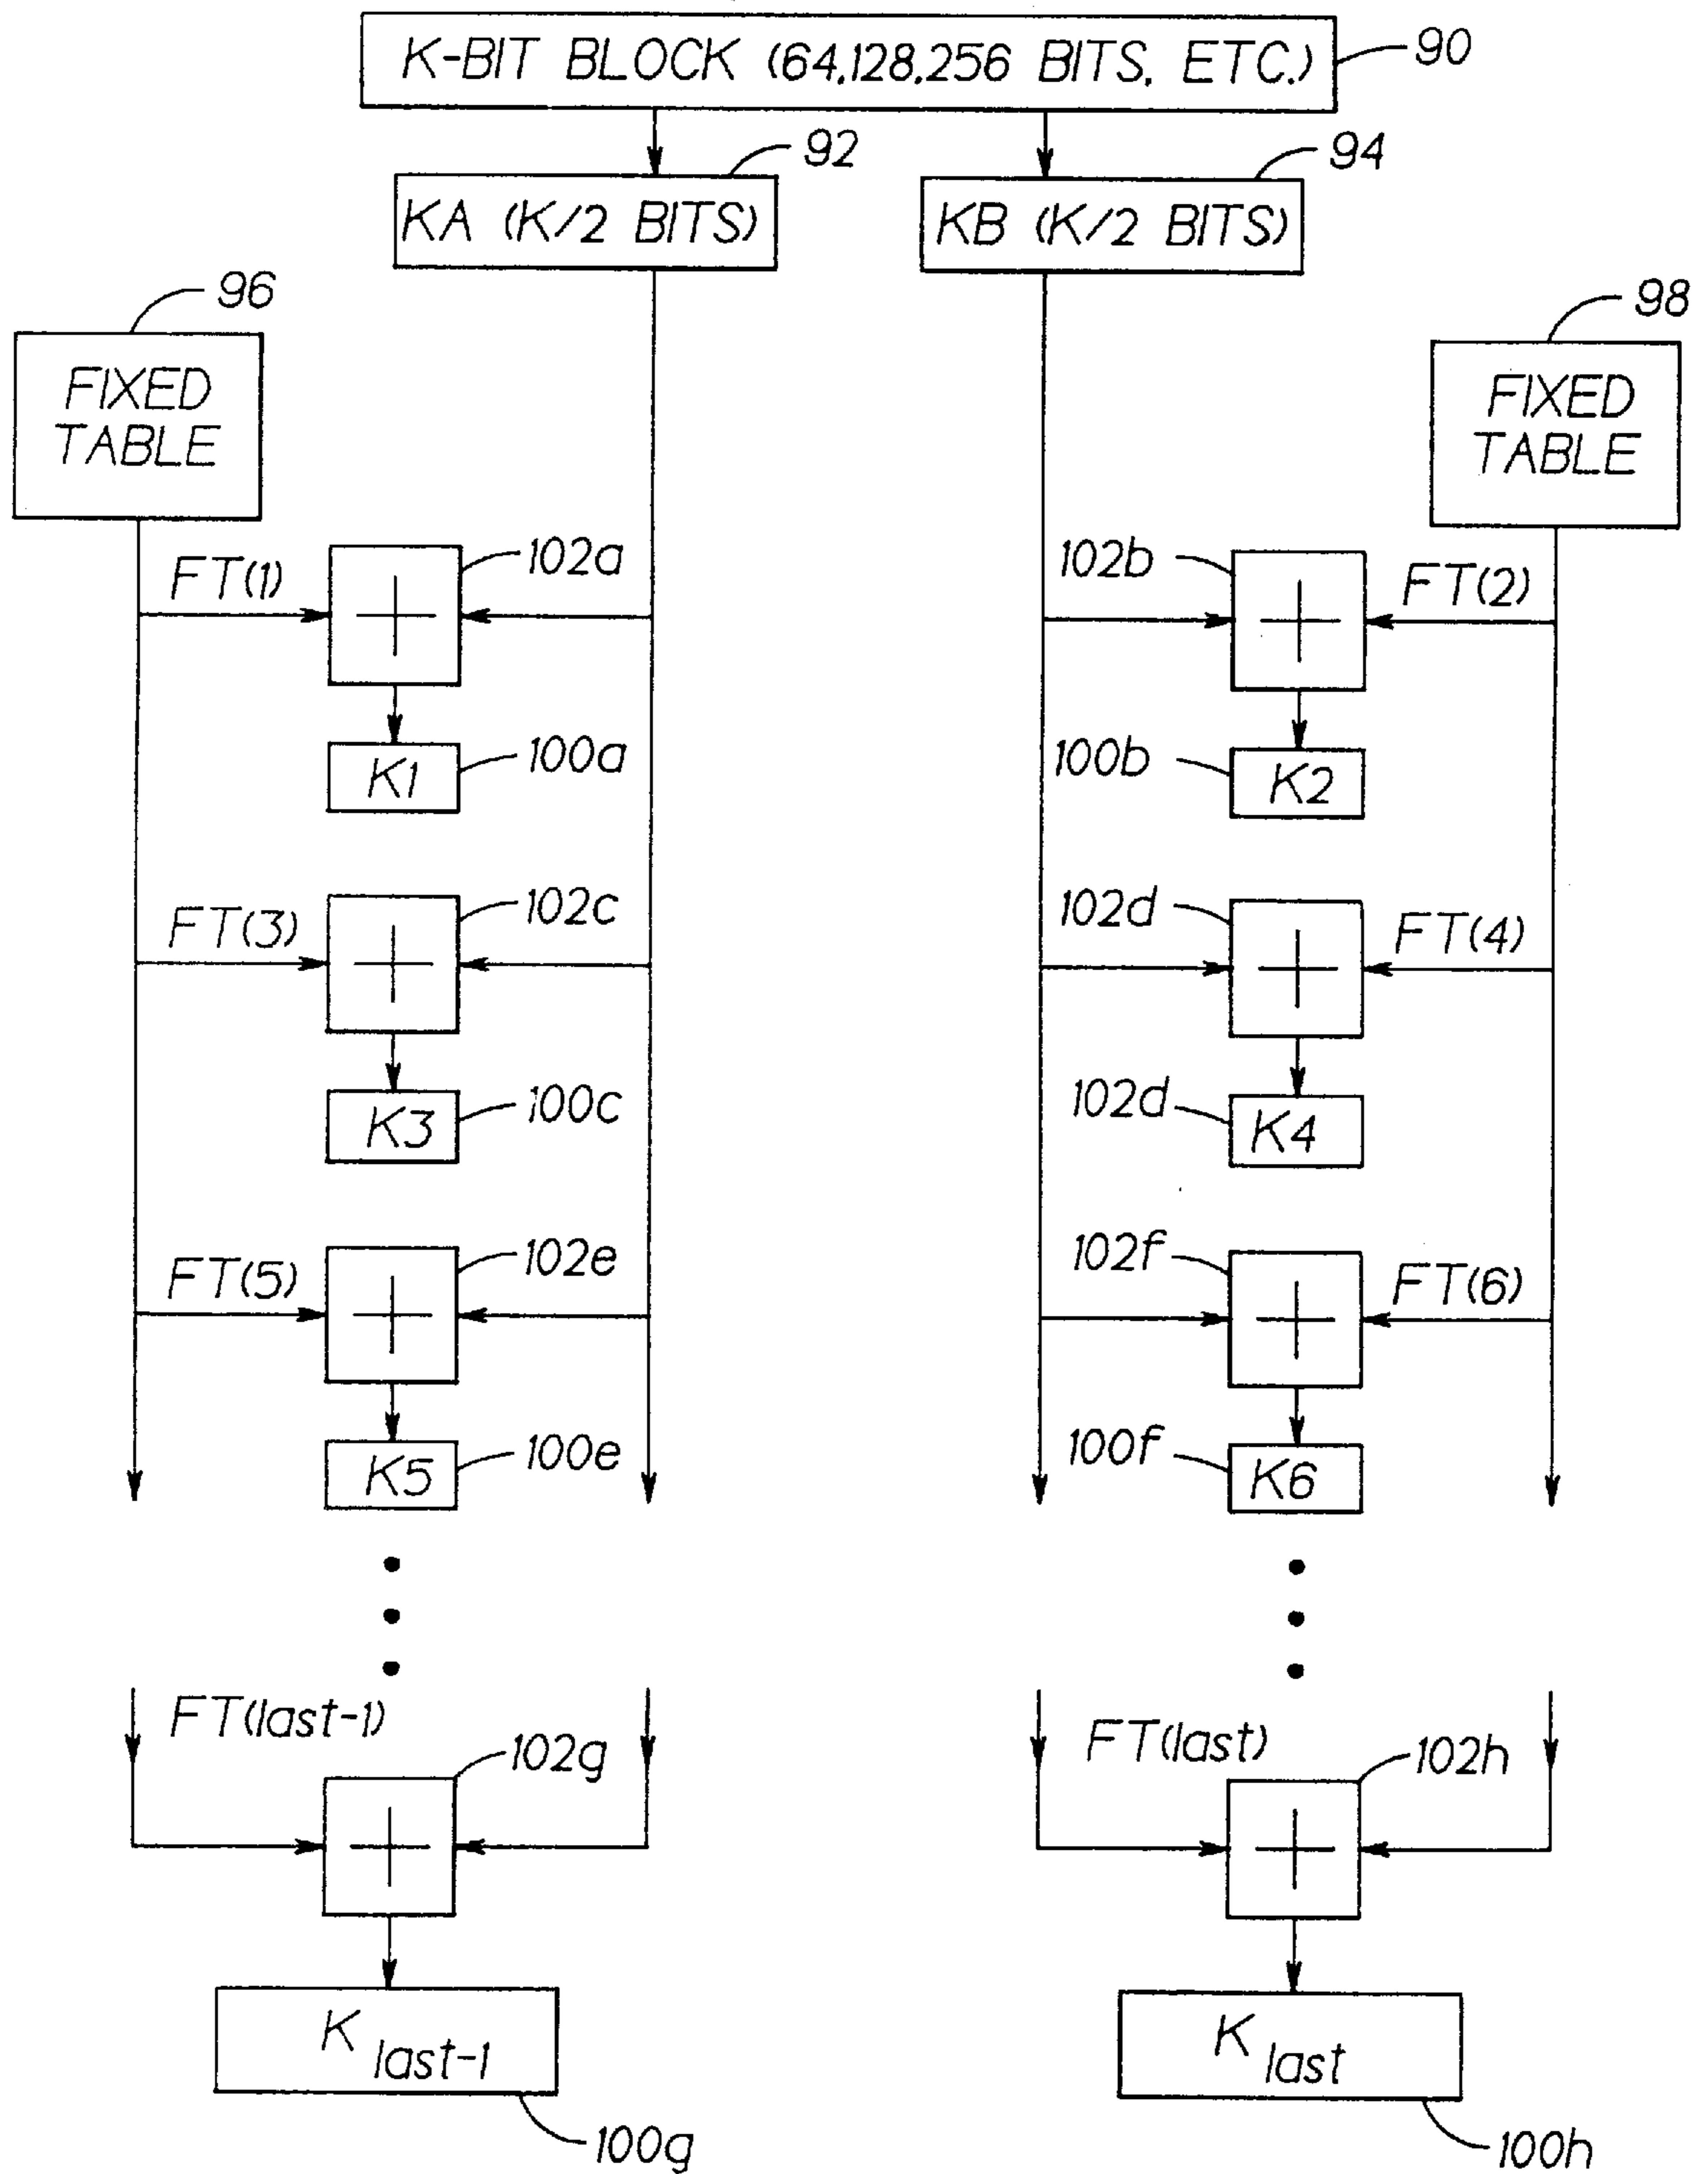 K-BIT BLOCK (64,128,256 BITS, ETC.)
90
92
94
KA (K/2 BITS)
KB (K/2 BITS)
96
98
FIXED
TABLE
FIXED
TABLE
FT(1)
102a
102b
FT(2)
K1
100a
100b
K2
FT(3)
102c
102d
FT(4)
K3
100c
102d
K4
FT(5)
102e
102f
FT(6)
K5
100e
100f
K6
FT(last-1)
102g
FT(last)
102h
K last-1
K last
100g
100h